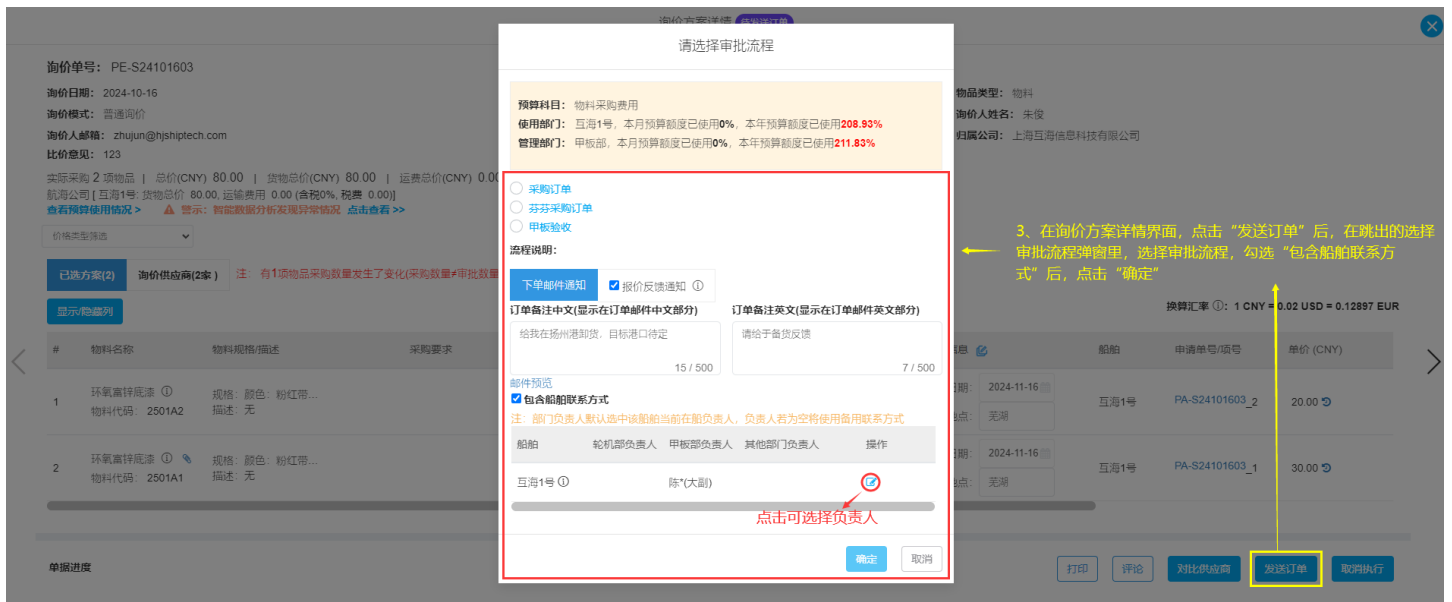 询价方案详情 待发送订单
请选择审批流程
询价单号： PE-S24101603
询价日期： 2024-10-16
物品类型： 物料
询价模式： 普通询价
询价人姓名： 朱俊
询价人邮箱： zhujun@hjshiptech.com
归属公司： 上海互海信息科技有限公司
比价意见： 123
实际采购 2 项物品 | 总价(CNY) 80.00 | 货物总价(CNY) 80.00 | 运费总价(CNY) 0.00
航海公司 [ 互海1号: 货物总价 80.00, 运输费用 0.00 (含税0%, 税费 0.00)]
查看预算使用情况 > 警示：智能数据分析发现异常情况 点击查看 >>
价格类型筛选
已选方案(2) 询价供应商(2家) 注： 有1项物品采购数量发生了变化(采购数量≠审批数量
显示/隐藏列
换算汇率 ： 1 CNY = 0.02 USD = 0.12897 EUR
预算科目： 物料采购费用
使用部门： 互海1号，本月预算额度已使用0%，本年预算额度已使用208.93%
管理部门： 甲板部，本月预算额度已使用0%，本年预算额度已使用211.83%
采购订单
芬芬采购订单
甲板验收
流程说明：
下单邮件通知 报价反馈通知
订单备注中文(显示在订单邮件中文部分) 订单备注英文(显示在订单邮件英文部分)
给我在扬州港卸货，目标港口待定 请给于备货反馈
15 / 500 7 / 500
邮件预览
包含船舶联系方式
注：部门负责人默认选中该船舶当前在船负责人，负责人若为空将使用备用联系方式
船舶 轮机部负责人 甲板部负责人 其他部门负责人 操作
互海1号 陈*(大副)
点击可选择负责人
确定 取消
3、在询价方案详情界面，点击“发送订单”后，在跳出的选择
审批流程弹窗里，选择审批流程，勾选“包含船舶联系方
式”后，点击“确定”
# 物料名称 物料规格/描述 采购要求 息 船舶 申请单号/项号 单价 (CNY)
1 环氧富锌底漆 规格：颜色：粉红带... 日期: 2024-11-16 互海1号 PA-S24101603_2 20.00
物料代码： 2501A2 描述：无 点: 芜湖
2 环氧富锌底漆 规格：颜色：粉红带... 日期: 2024-11-16 互海1号 PA-S24101603_1 30.00
物料代码： 2501A1 描述：无 点: 芜湖
单据进度
打印 评论 对比供应商 发送订单 取消执行